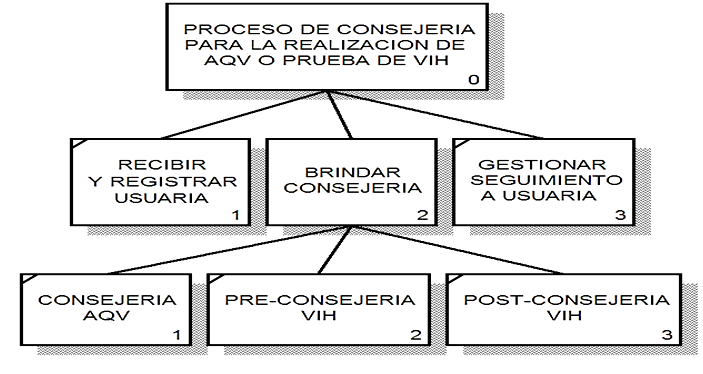 PROCESO DE CONSEJERIA
PARA LA REALIZACION DE
AQV O PRUEBA DE VIH
0
RECIBIR
Y REGISTRAR
USUARIA
1
BRINDAR
CONSEJERIA
2
GESTIONAR
SEGUIMIENTO
A USUARIA
3
CONSEJERIA
AQV
1
PRE-CONSEJERIA
VIH
2
POST-CONSEJERIA
VIH
3